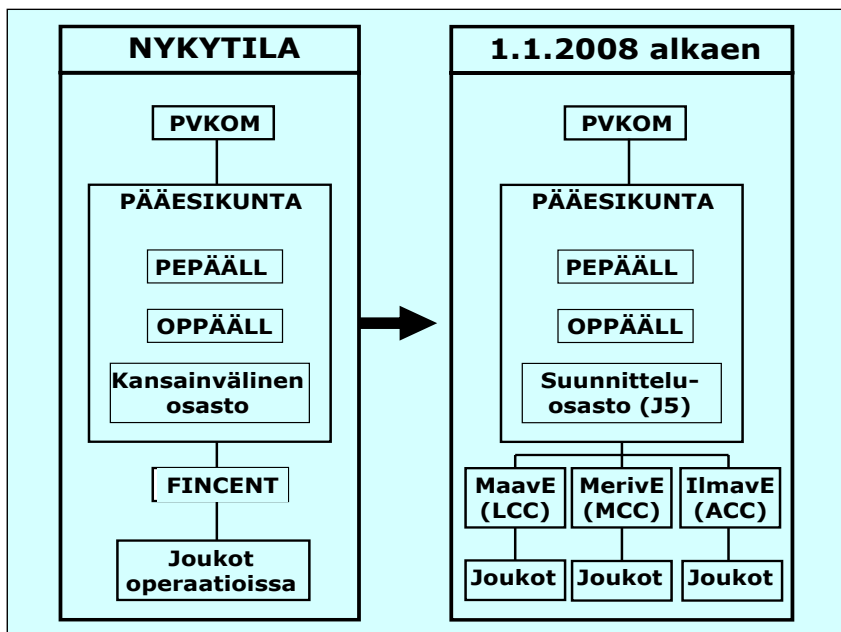 NYKYTILA
PVKOM
PÄÄESIKUNTA
PEPÄÄLL
OPPÄÄLL
Kansainvälinen
osasto
FINCENT
Joukot
operaatioissa
1.1.2008 alkaen
PVKOM
PÄÄESIKUNTA
PEPÄÄLL
OPPÄÄLL
Suunnittelu-
osasto (J5)
MaavE
(LCC)
MerivE
(MCC)
IlmavE
(ACC)
Joukot
Joukot
Joukot